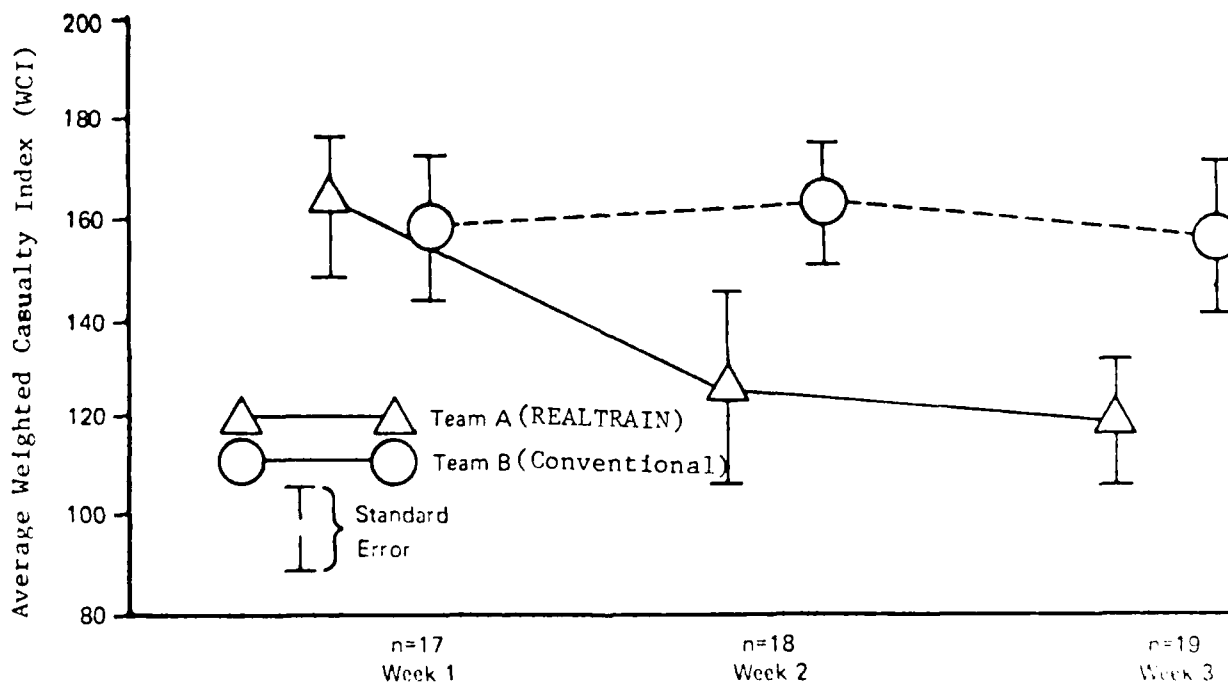 Average Weighted Casualty Index (WCI)
200
180
160
140
120
100
80
Team A (REALTRAIN)
Team B (Conventional)
Standard
Error
n=17
Week 1
n=18
Week 2
n=19
Week 3